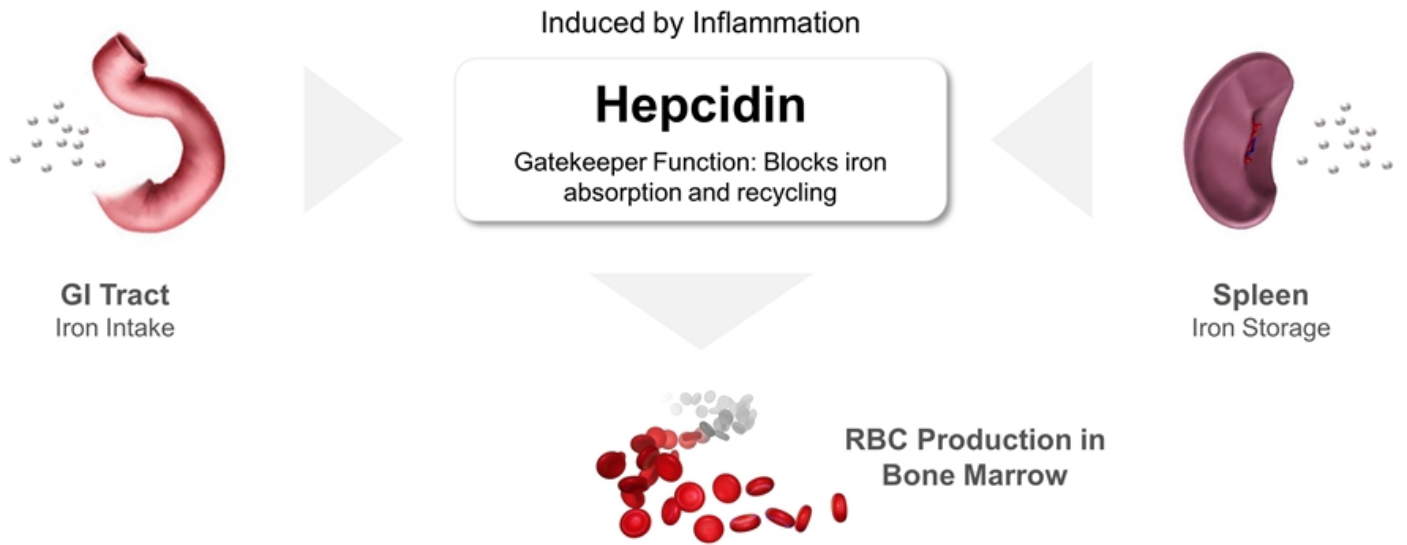 Induced by Inflammation
Hepcidin
Gatekeeper Function: Blocks iron
absorption and recycling
GI Tract
Iron Intake
Spleen
Iron Storage
RBC Production in
Bone Marrow